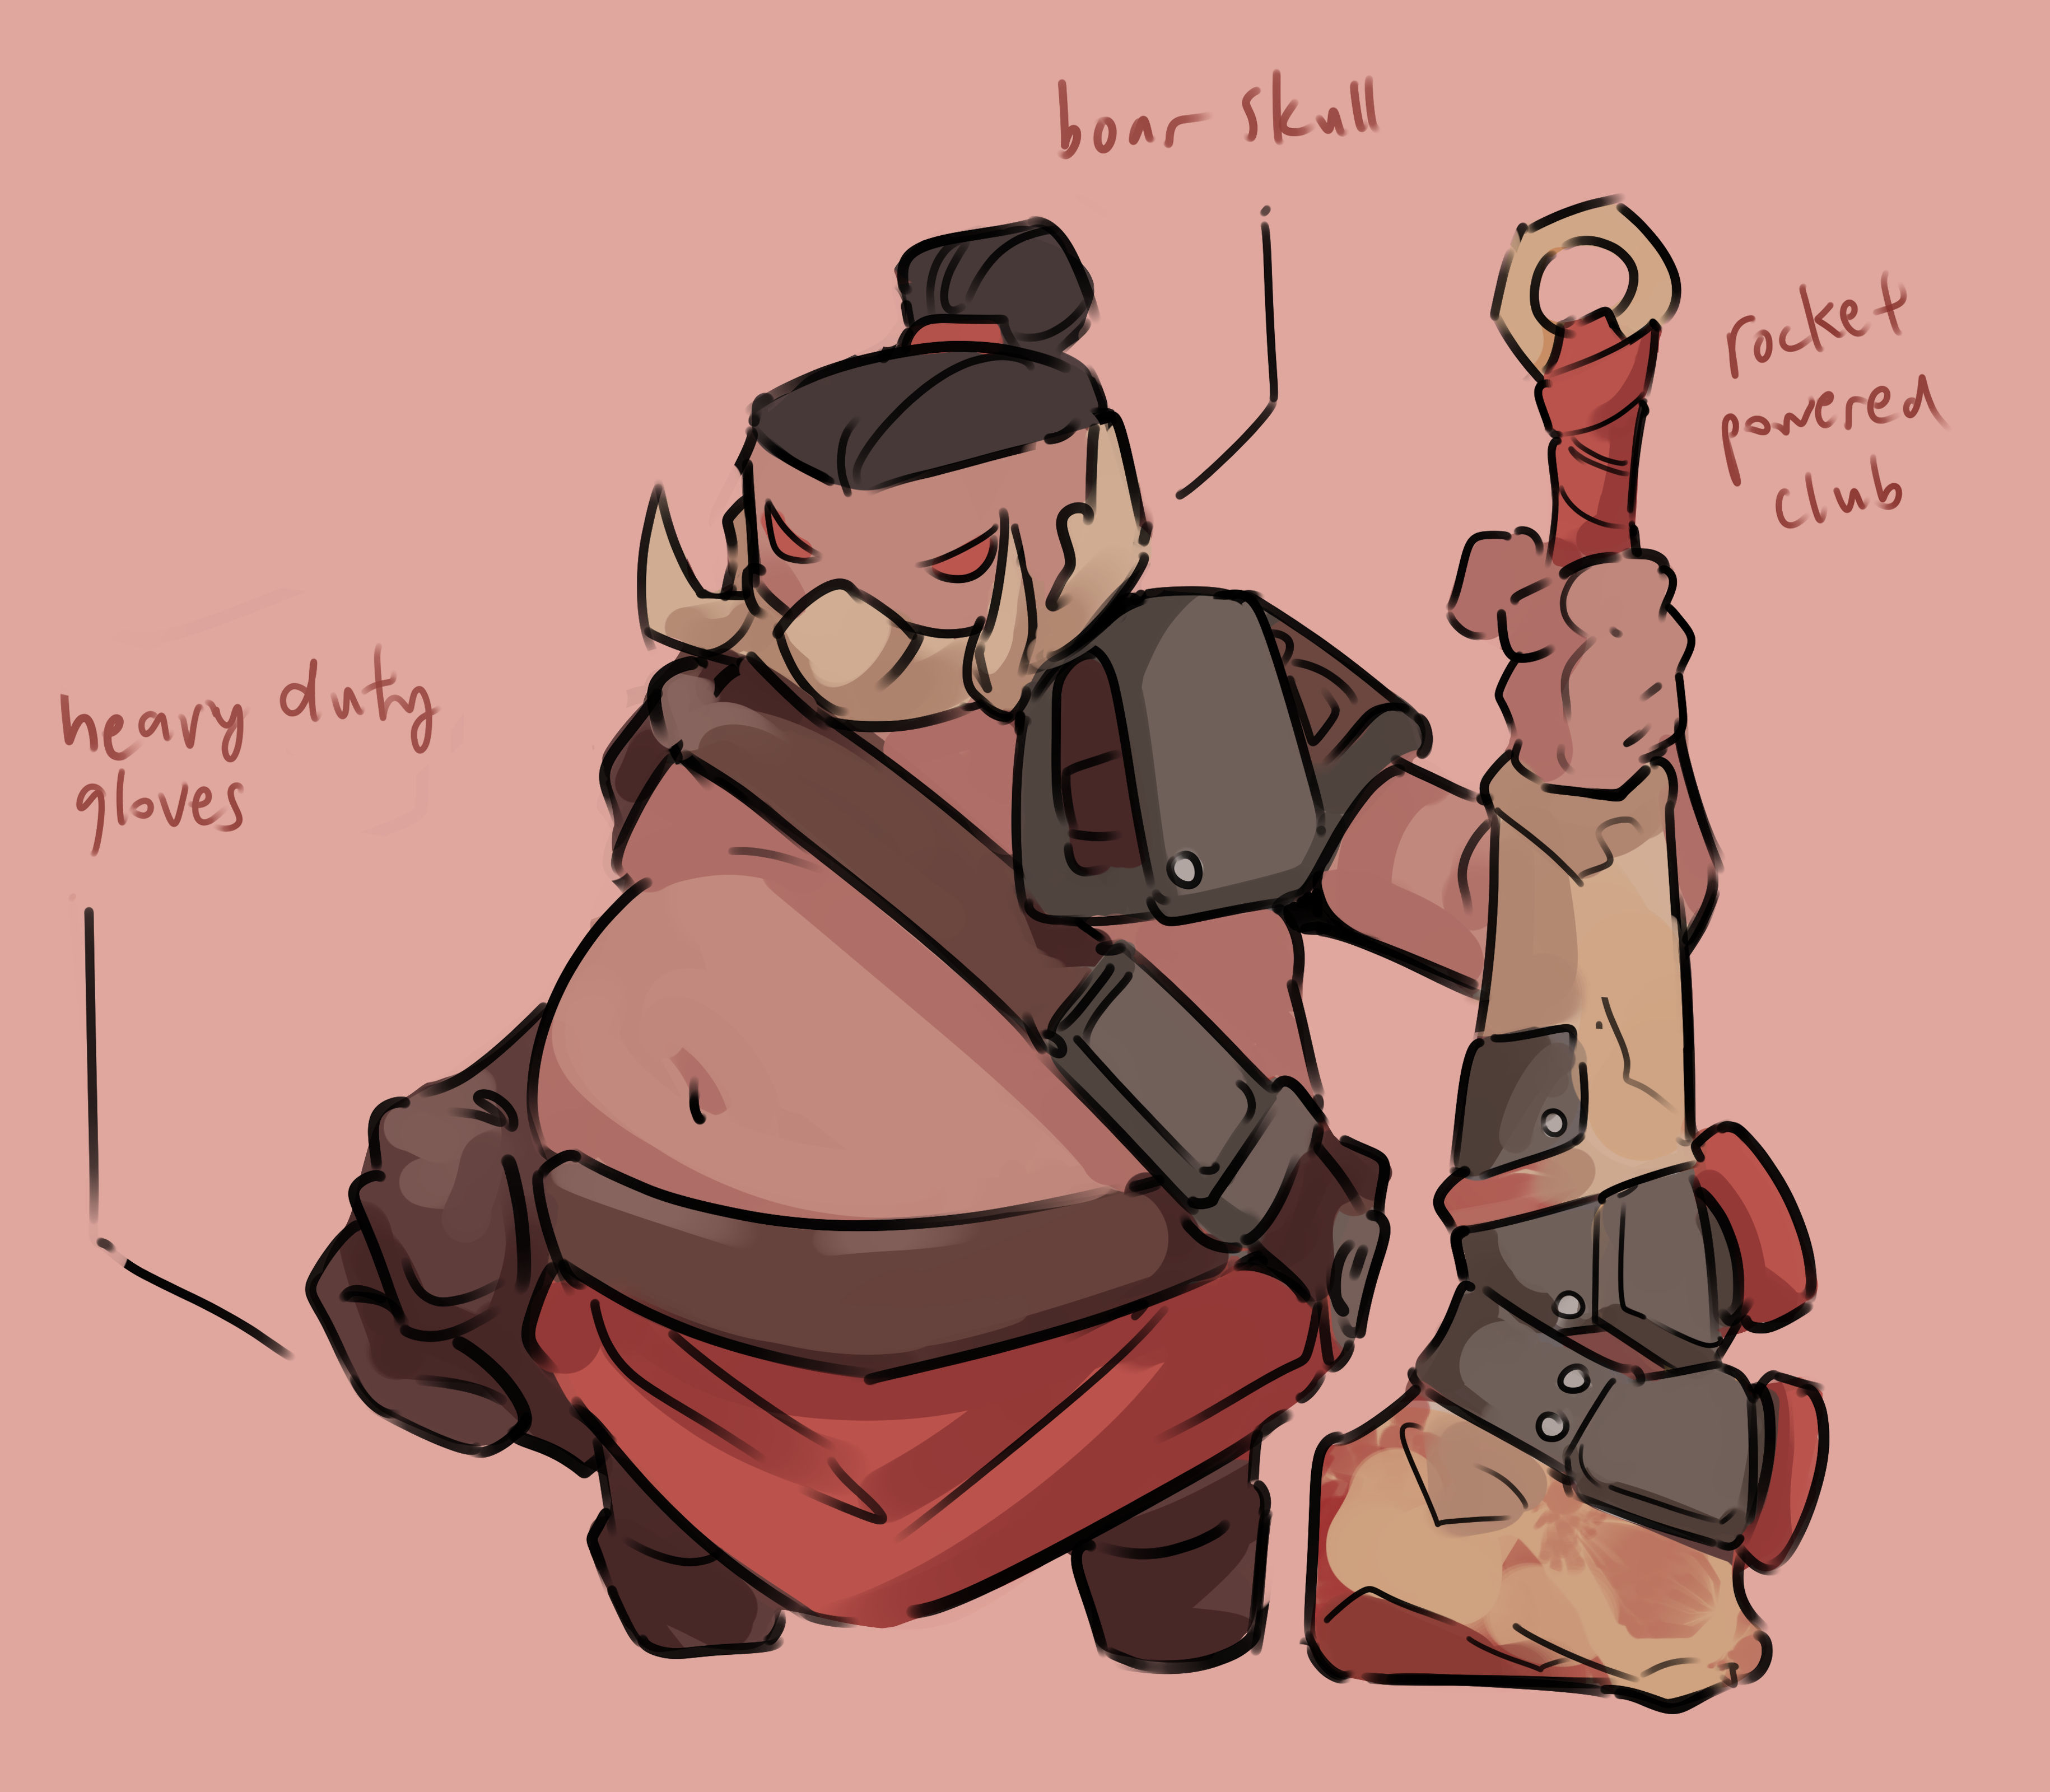 boar skull
rocket
powered
club
heavy duty
gloves